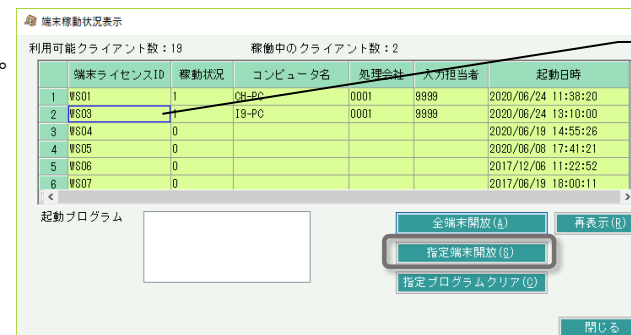 端末稼働状況表示
利用可能クライアント数:19 稼働中のクライアント数:2
。
端末ライセンスID 稼働状況 コンピュータ名 処理会社 入力担当者 起動日時
1 WS01 1 CH-PC 0001 9999 2020/06/24 11:38:20
2 WS03 1 I9-PC 0001 9999 2020/06/24 13:10:00
3 WS04 0 2020/06/19 14:55:26
4 WS05 0 2020/06/08 17:41:21
5 WS06 0 2017/12/06 11:22:52
6 WS07 0 2017/06/19 18:00:11
起動プログラム
全端末開放(A) 再表示(R)
指定端末開放(S)
指定プログラムクリア(C)
閉じる